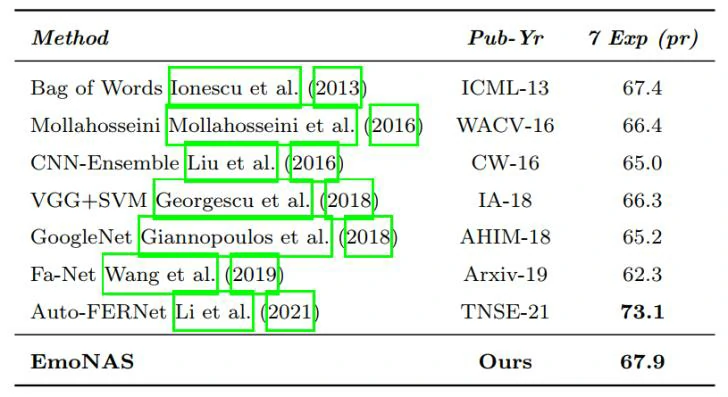 Method Pub-Yr 7 Exp (pr)
Bag of Words Ionescu et al. (2013) ICML-13 67.4
Mollahosseini Mollahosseini et al. (2016) WACV-16 66.4
CNN-Ensemble Liu et al. (2016) CW-16 65.0
VGG+SVM Georgescu et al. (2018) IA-18 66.3
GoogleNet Giannopoulos et al. (2018) AHIM-18 65.2
Fa-Net Wang et al. (2019) Arxiv-19 62.3
Auto-FERNet Li et al. (2021) TNSE-21 73.1
EmoNAS Ours 67.9